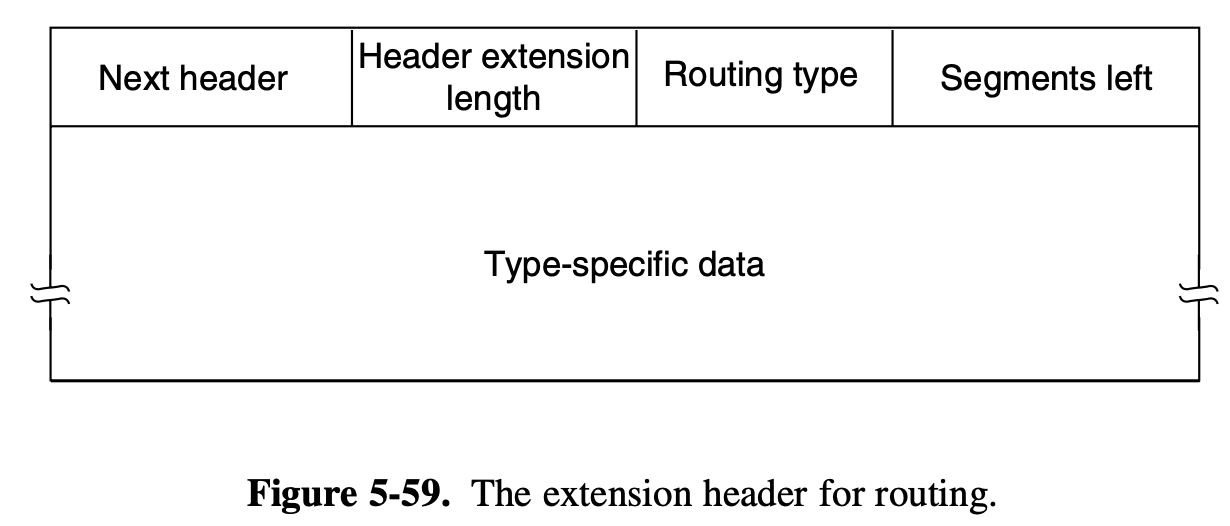 Next header
Header extension
length
Routing type
Segments left
Type-specific data
Figure 5-59. The extension header for routing.